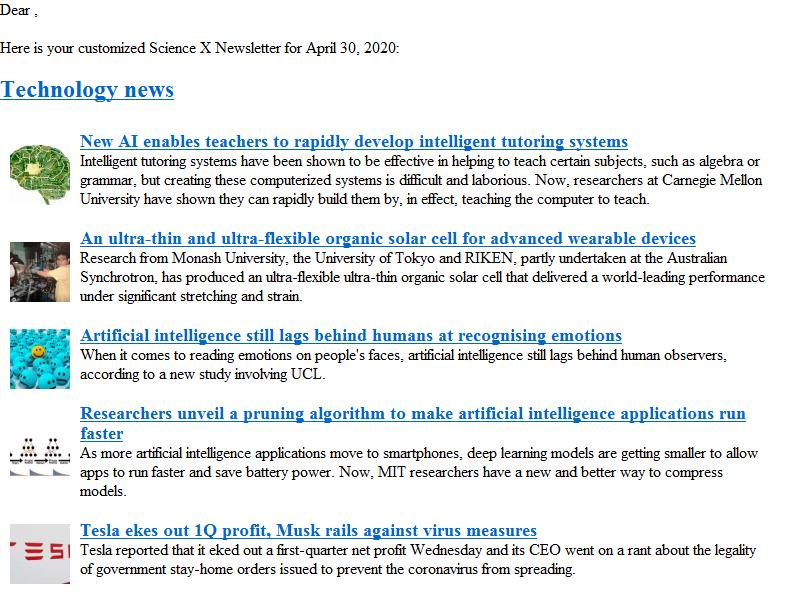 Dear ,
Here is your customized Science X Newsletter for April 30, 2020:
Technology news
New AI enables teachers to rapidly develop intelligent tutoring systems
Intelligent tutoring systems have been shown to be effective in helping to teach certain subjects, such as algebra or
grammar, but creating these computerized systems is difficult and laborious. Now, researchers at Carnegie Mellon
University have shown they can rapidly build them by, in effect, teaching the computer to teach.
An ultra-thin and ultra-flexible organic solar cell for advanced wearable devices
Research from Monash University, the University of Tokyo and RIKEN, partly undertaken at the Australian
Synchrotron, has produced an ultra-flexible ultra-thin organic solar cell that delivered a world-leading performance
under significant stretching and strain.
Artificial intelligence still lags behind humans at recognising emotions
When it comes to reading emotions on people's faces, artificial intelligence still lags behind human observers,
according to a new study involving UCL.
Researchers unveil a pruning algorithm to make artificial intelligence applications run
faster
As more artificial intelligence applications move to smartphones, deep learning models are getting smaller to allow
apps to run faster and save battery power. Now, MIT researchers have a new and better way to compress
models.
Tesla ekes out 1Q profit, Musk rails against virus measures
Tesla reported that it eked out a first-quarter net profit Wednesday and its CEO went on a rant about the legality
of government stay-home orders issued to prevent the coronavirus from spreading.